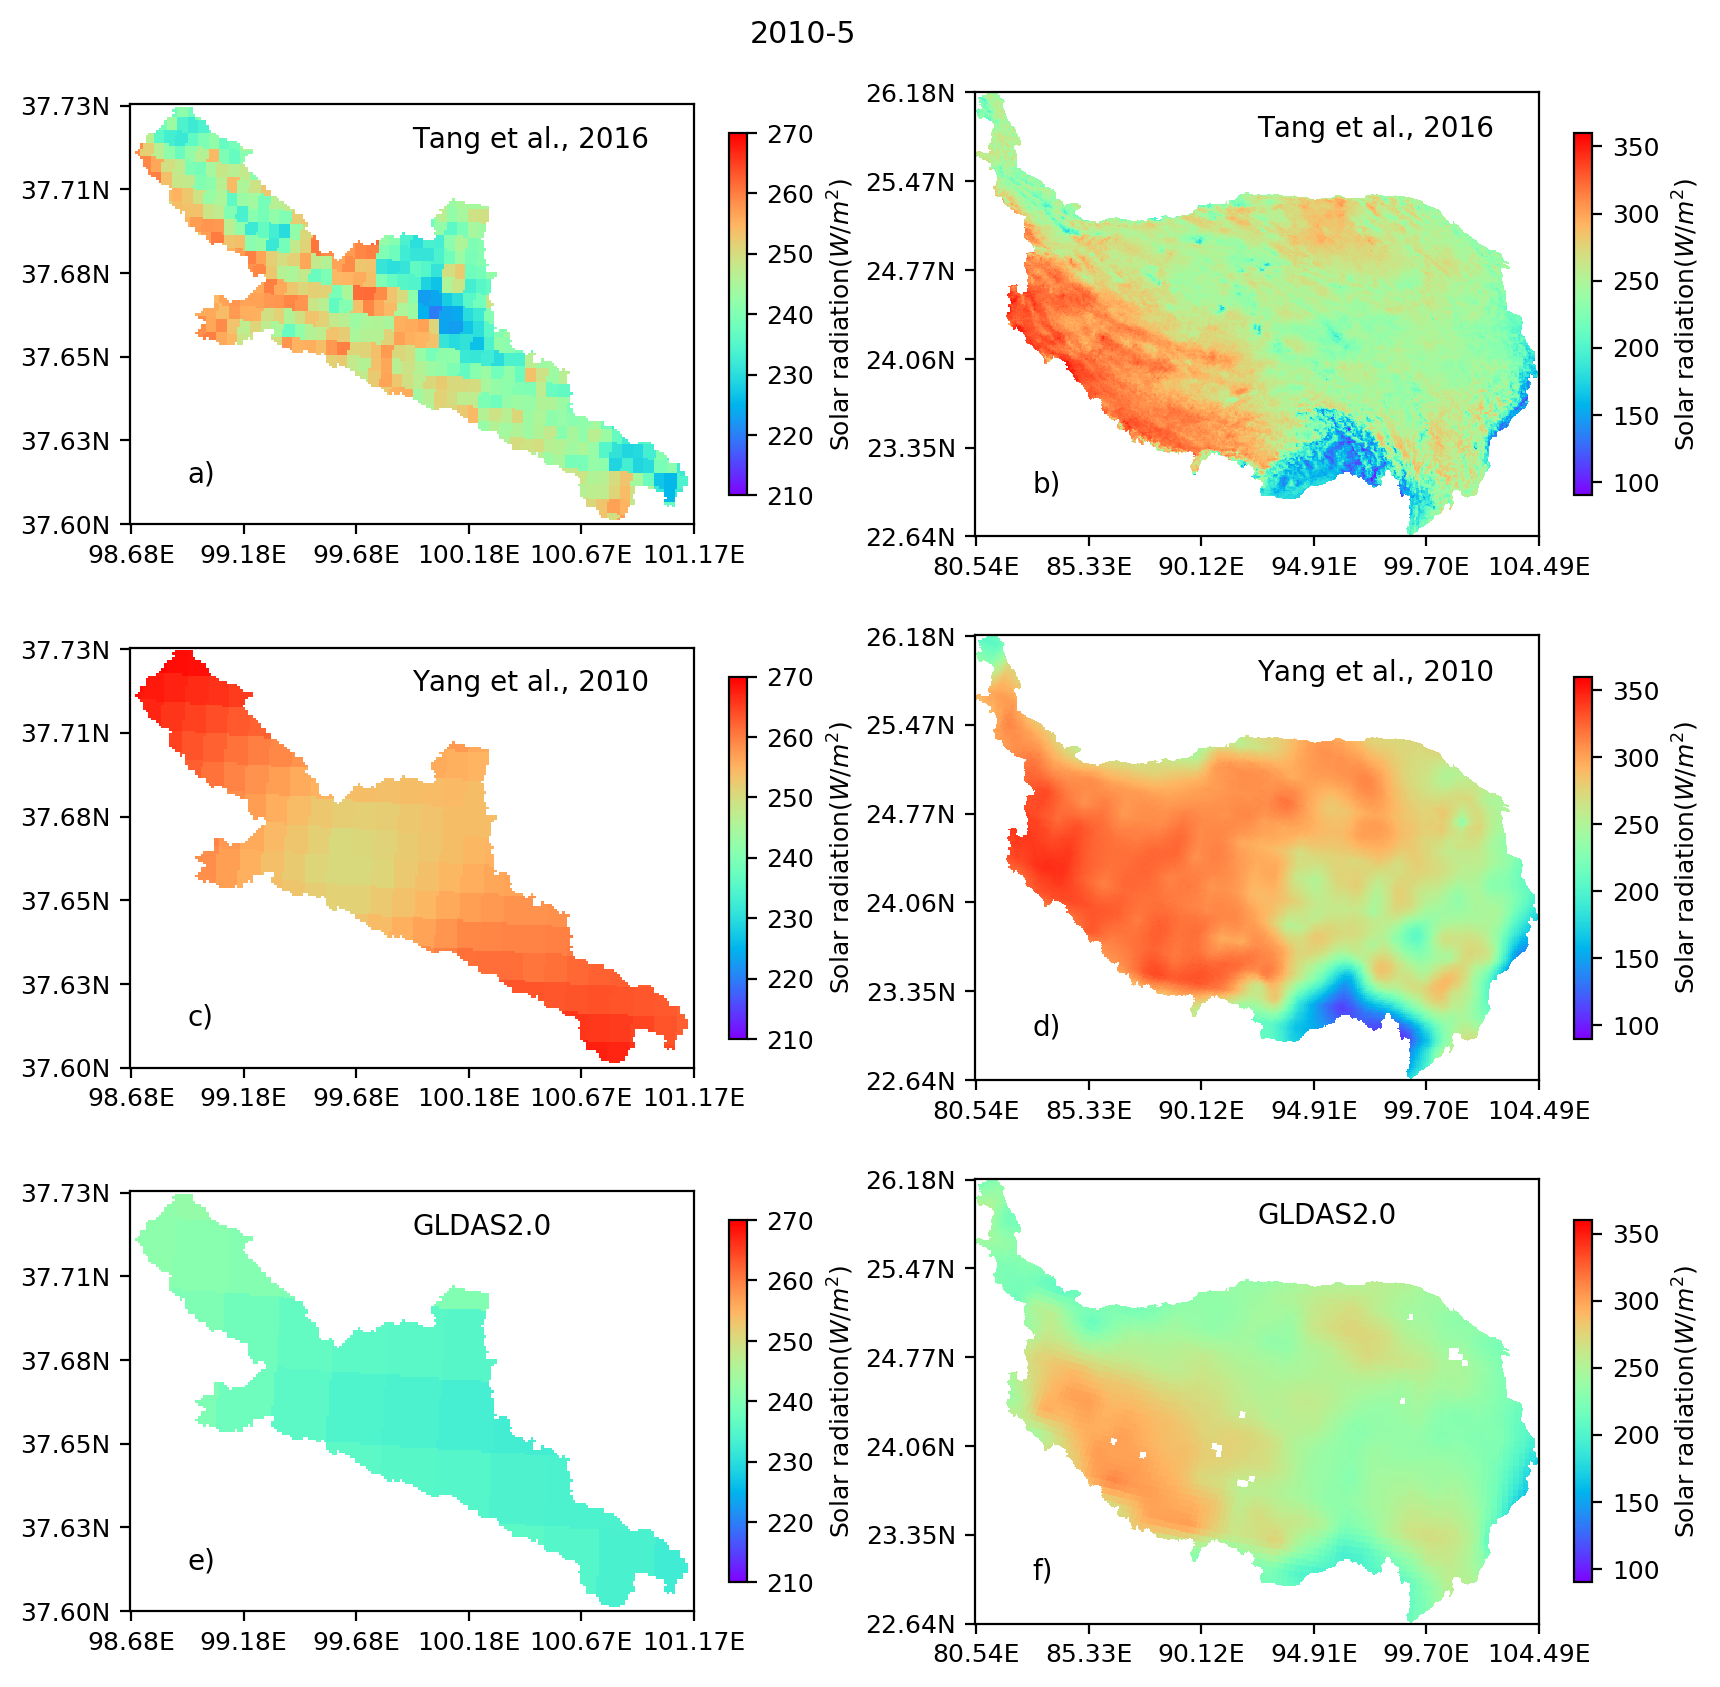 2010-5
37.73N
37.71N
37.68N
37.65N
37.63N
37.60N
98.68E 99.18E 99.68E 100.18E 100.67E 101.17E
Tang et al., 2016
a)
270
260
250
240
230
220
210
Solar radiation(W/m²)
26.18N
25.47N
24.77N
24.06N
23.35N
22.64N
80.54E 85.33E 90.12E 94.91E 99.70E 104.49E
Tang et al., 2016
b)
350
300
250
200
150
100
Solar radiation(W/m²)
37.73N
37.71N
37.68N
37.65N
37.63N
37.60N
98.68E 99.18E 99.68E 100.18E 100.67E 101.17E
Yang et al., 2010
c)
270
260
250
240
230
220
210
Solar radiation(W/m²)
26.18N
25.47N
24.77N
24.06N
23.35N
22.64N
80.54E 85.33E 90.12E 94.91E 99.70E 104.49E
Yang et al., 2010
d)
350
300
250
200
150
100
Solar radiation(W/m²)
37.73N
37.71N
37.68N
37.65N
37.63N
37.60N
98.68E 99.18E 99.68E 100.18E 100.67E 101.17E
GLDAS2.0
e)
270
260
250
240
230
220
210
Solar radiation(W/m²)
26.18N
25.47N
24.77N
24.06N
23.35N
22.64N
80.54E 85.33E 90.12E 94.91E 99.70E 104.49E
GLDAS2.0
f)
350
300
250
200
150
100
Solar radiation(W/m²)